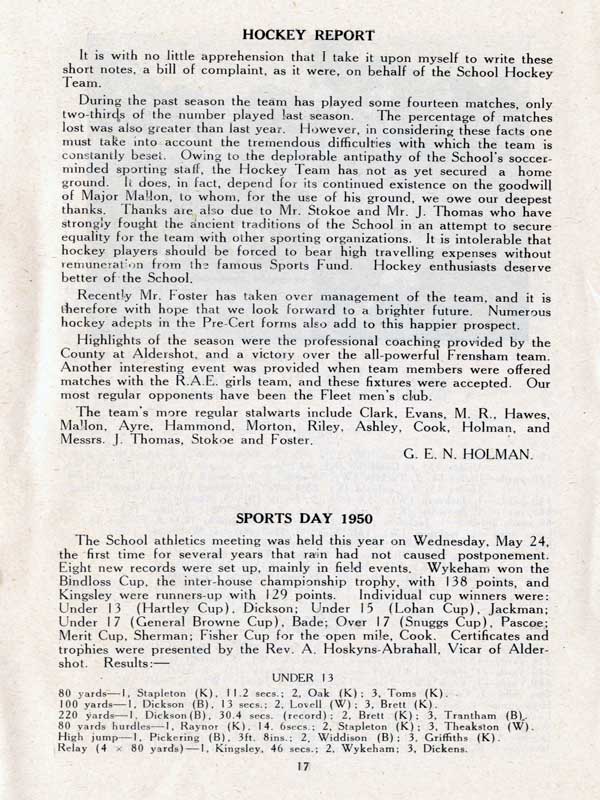 HOCKEY REPORT
It is with no little apprehension that I take it upon myself to write these
short notes, a bill of complaint, as it were, on behalf of the School Hockey
Team.
During the past season the team has played some fourteen matches, only
two-thirds of the number played last season. The percentage of matches
lost was also greater than last year. However, in considering these facts one
must take into account the tremendous difficulties with which the team is
constantly beset. Owing to the deplorable antipathy of the School's soccer-
minded sporting staff, the Hockey Team has not as yet secured a home
ground. It does, in fact, depend for its continued existence on the goodwill
of Major Mallon, to whom, for the use of his ground, we owe our deepest
thanks. Thanks are also due to Mr. Stokoe and Mr. J. Thomas who have
strongly fought the ancient traditions of the School in an attempt to secure
equality for the team with other sporting organizations. It is intolerable that
hockey players should be forced to bear high travelling expenses without
remuneration from the famous Sports Fund. Hockey enthusiasts deserve
better of the School.
Recently Mr. Foster has taken over management of the team, and it is
therefore with hope that we look forward to a brighter future. Numerous
hockey adepts in the Pre-Cert forms also add to this happier prospect.
Highlights of the season were the professional coaching provided by the
County at Aldershot, and a victory over the all-powerful Frensham team.
Another interesting event was provided when team members were offered
matches with the R.A.E. girls team, and these fixtures were accepted. Our
most regular opponents have been the Fleet men's club.
The team's more regular stalwarts include Clark, Evans, M. R., Hawes,
Mallon, Ayre, Hammond, Morton, Riley, Ashley, Cook, Holman, and
Messrs. J. Thomas, Stokoe and Foster.
G. E. N. HOLMAN.
SPORTS DAY 1950
The School athletics meeting was held this year on Wednesday, May 24,
the first time for several years that rain had not caused postponement.
Eight new records were set up, mainly in field events. Wykeham won the
Bindloss Cup, the inter-house championship trophy, with 138 points, and
Kingsley were runners-up with 129 points. Individual cup winners were:
Under 13 (Hartley Cup), Dickson; Under 15 (Lohan Cup), Jackman;
Under 17 (General Browne Cup), Bade; Over 17 (Snuggs Cup), Pascoe;
Merit Cup, Sherman; Fisher Cup for the open mile, Cook. Certificates and
trophies were presented by the Rev. A. Hoskyns-Abrahall, Vicar of Alder-
shot. Results:—
UNDER 13
80 yards—1, Stapleton (K), 11.2 secs.; 2, Oak (K); 3, Toms (K).
100 yards—1, Dickson (B), 13 secs.; 2, Lovell (W); 3, Brett (K).
220 yards—1, Dickson(B), 30.4 secs. (record); 2, Brett (K); 3, Trantham (B).
80 yards hurdles—1, Raynor (K), 14. 6secs.; 2, Stapleton (K); 3, Theakston (W).
High jump—1, Pickering (B), 3ft. 8ins.; 2, Widdison (B); 3, Griffiths (K).
Relay (4 × 80 yards)—1, Kingsley, 46 secs.; 2, Wykeham; 3, Dickens.
17